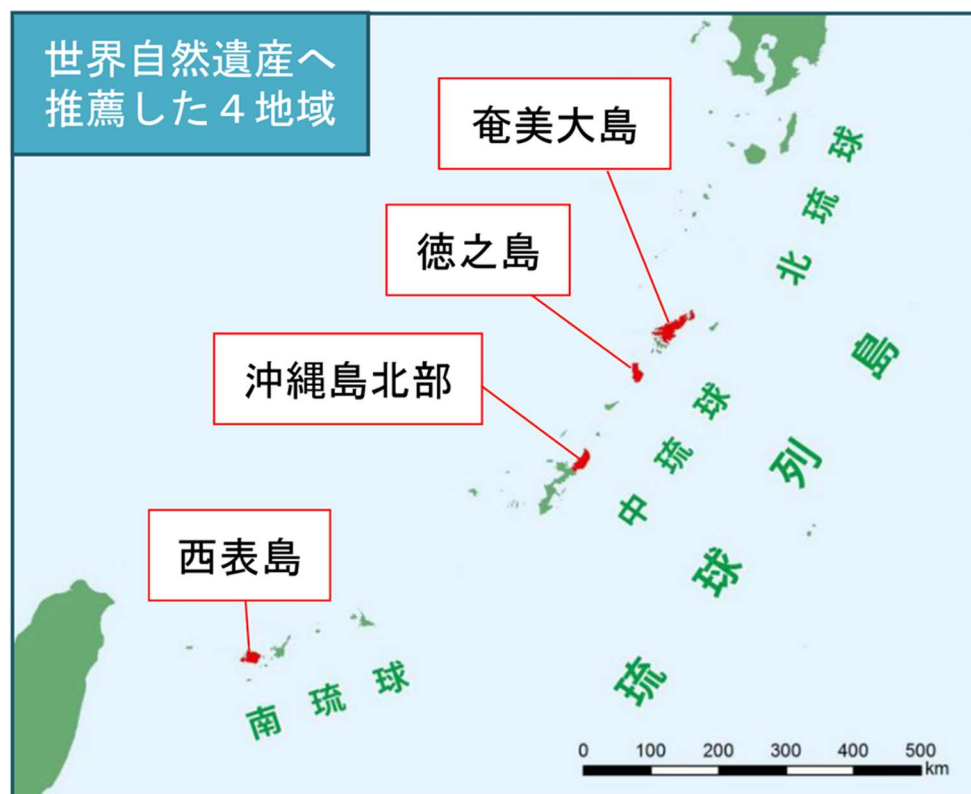 世界自然遺産へ
推薦した４地域
奄美大島
徳之島
沖縄島北部
西表島
北琉球
中琉球
南琉球
琉球列島
0 100 200 300 400 500
km